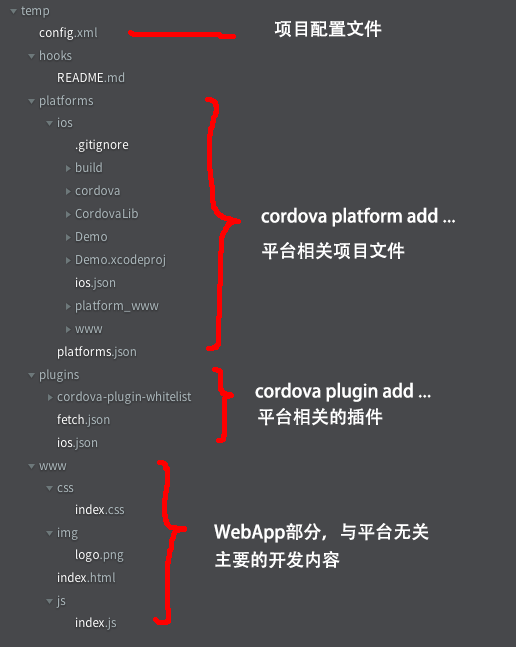 temp
config.xml
项目配置文件
hooks
README.md
platforms
ios
.gitignore
build
cordova
CordovaLib
cordova platform add ...
Demo
平台相关项目文件
Demo.xcodeproj
ios.json
platform_www
www
platforms.json
plugins
cordova-plugin-whitelist
cordova plugin add ...
fetch.json
平台相关的插件
ios.json
www
css
index.css
img
WebApp部分，与平台无关
logo.png
主要的开发内容
index.html
js
index.js